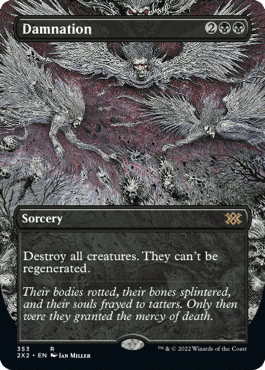 Damnation 2
Sorcery
Destroy all creatures. They can't be
regenerated.
Their bodies rotted, their bones splintered,
and their souls frayed to tatters. Only then
were they granted the mercy of death.
353 R
2X2 • EN Ian Miller
™ & © 2022 Wizards of the Coast